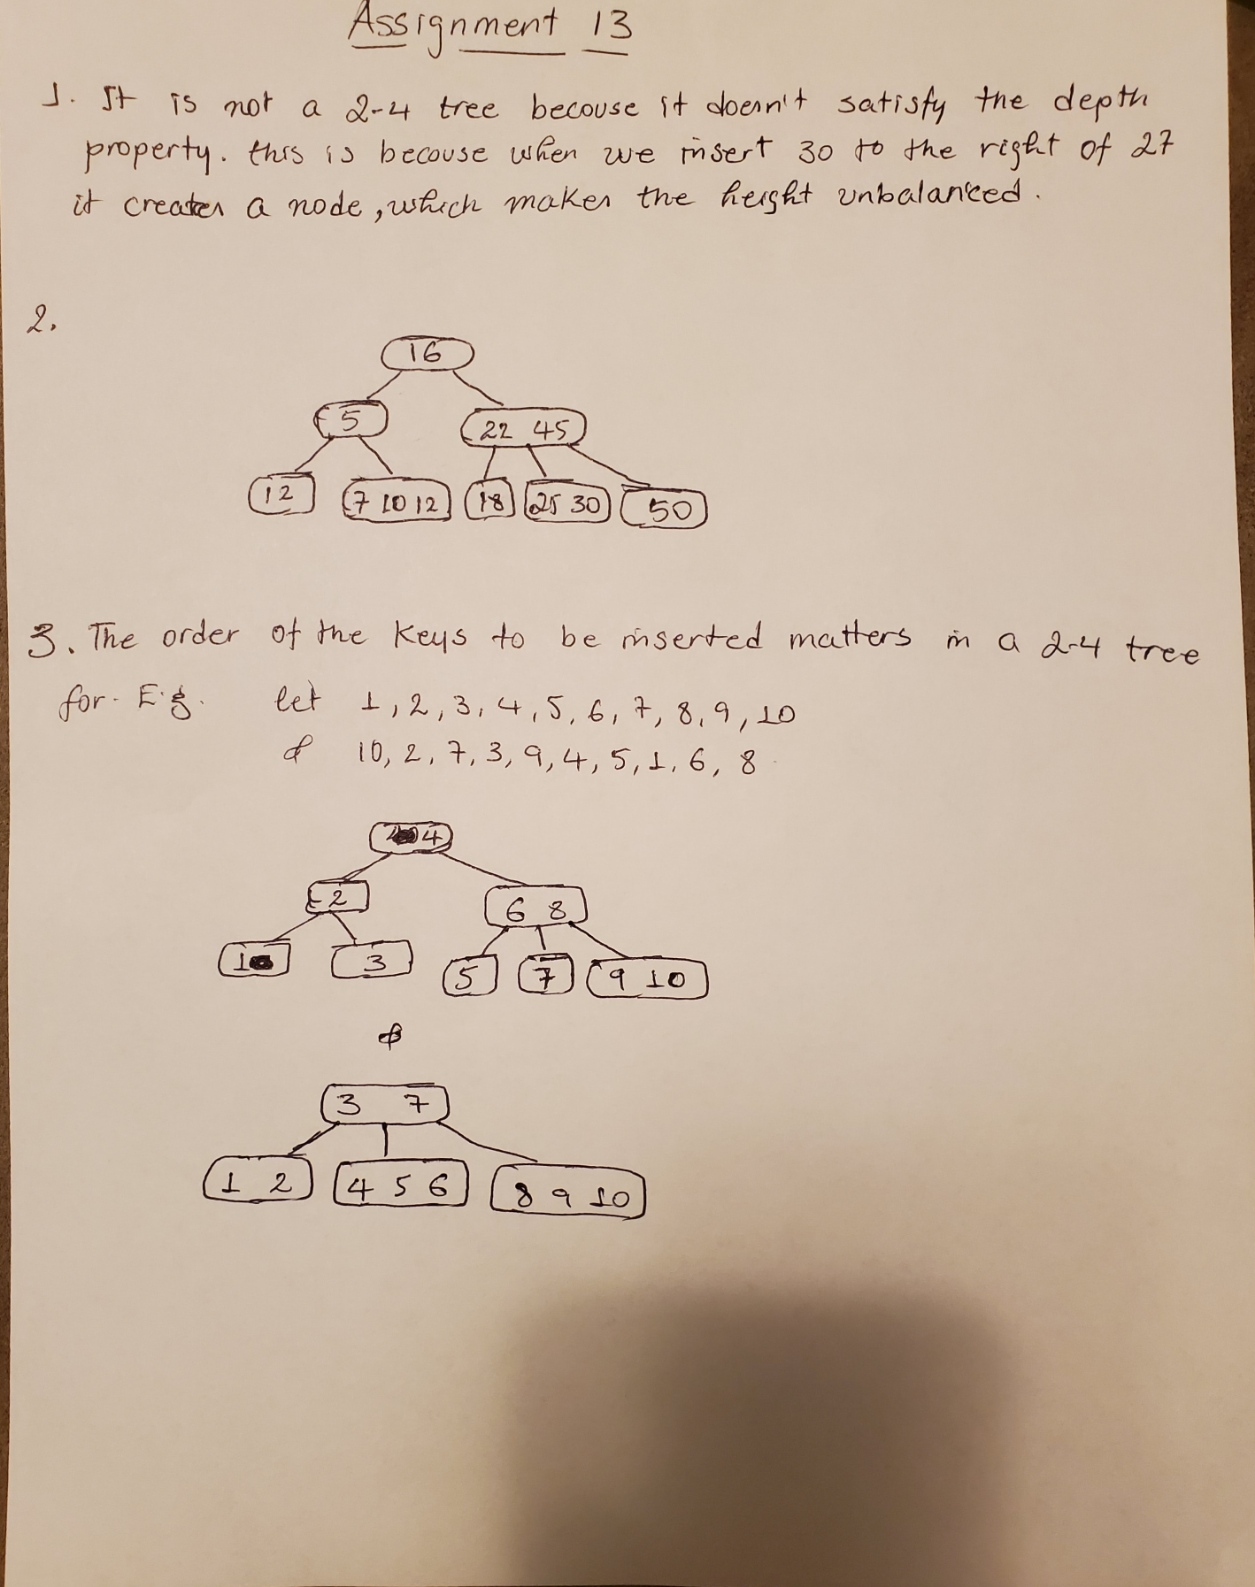 Assignment 13
1. It is not a 2-4 tree becouse it doesn't satisfy the depth
property. this is becouse when we insert 30 to the right of 27
it creates a node, which makes the height unbalanced.
2.
16
5
22 45
12
7 10 12
18
25 30
50
3. The order of the keys to be inserted matters in a 2-4 tree
for. E.g. let 1, 2, 3, 4, 5, 6, 7, 8, 9, 10
& 10, 2, 7, 3, 9, 4, 5, 1, 6, 8
4
2
6 8
1
3
5
7
9 10
&
3 7
1 2
4 5 6
8 9 10